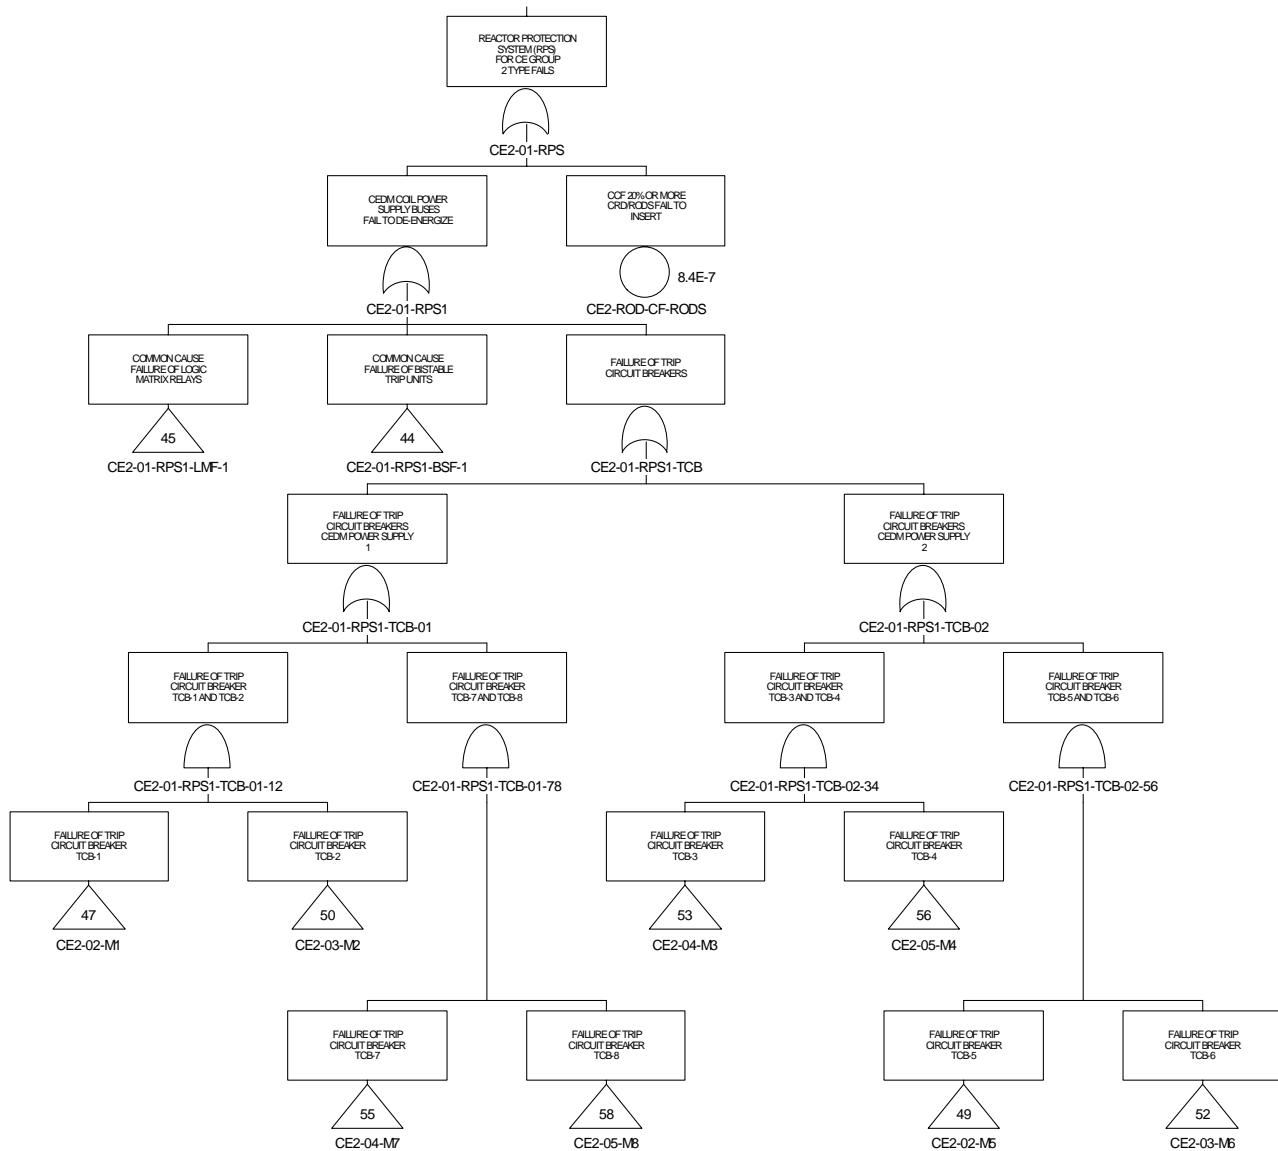 REACTOR PROTECTION
SYSTEM (RPS)
FOR CE GROUP
2 TYPE FAILS
CE2-01-RPS
CEDM COIL POWER
SUPPLY BUSES
FAIL TO DE-ENERGIZE
CCF 20% OR MORE
CRD/RODS FAIL TO
INSERT
8.4E-7
CE2-01-RPS1
CE2-ROD-CF-RODS
COMMON CAUSE
FAILURE OF LOGIC
MATRIX RELAYS
COMMON CAUSE
FAILURE OF BISTABLE
TRIP UNITS
FAILURE OF TRIP
CIRCUIT BREAKERS
45
44
CE2-01-RPS1-LMF-1
CE2-01-RPS1-BSF-1
CE2-01-RPS1-TCB
FAILURE OF TRIP
CIRCUIT BREAKERS
CEDM POWER SUPPLY
1
FAILURE OF TRIP
CIRCUIT BREAKERS
CEDM POWER SUPPLY
2
CE2-01-RPS1-TCB-01
CE2-01-RPS1-TCB-02
FAILURE OF TRIP
CIRCUIT BREAKER
TCB-1 AND TCB-2
FAILURE OF TRIP
CIRCUIT BREAKER
TCB-7 AND TCB-8
FAILURE OF TRIP
CIRCUIT BREAKER
TCB-3 AND TCB-4
FAILURE OF TRIP
CIRCUIT BREAKER
TCB-5 AND TCB-6
CE2-01-RPS1-TCB-01-12
CE2-01-RPS1-TCB-01-78
CE2-01-RPS1-TCB-02-34
CE2-01-RPS1-TCB-02-56
FAILURE OF TRIP
CIRCUIT BREAKER
TCB-1
FAILURE OF TRIP
CIRCUIT BREAKER
TCB-2
FAILURE OF TRIP
CIRCUIT BREAKER
TCB-3
FAILURE OF TRIP
CIRCUIT BREAKER
TCB-4
47
50
53
56
CE2-02-M1
CE2-03-M2
CE2-04-M3
CE2-05-M4
FAILURE OF TRIP
CIRCUIT BREAKER
TCB-7
FAILURE OF TRIP
CIRCUIT BREAKER
TCB-8
FAILURE OF TRIP
CIRCUIT BREAKER
TCB-5
FAILURE OF TRIP
CIRCUIT BREAKER
TCB-6
55
58
49
52
CE2-04-M7
CE2-05-M8
CE2-02-M5
CE2-03-M6